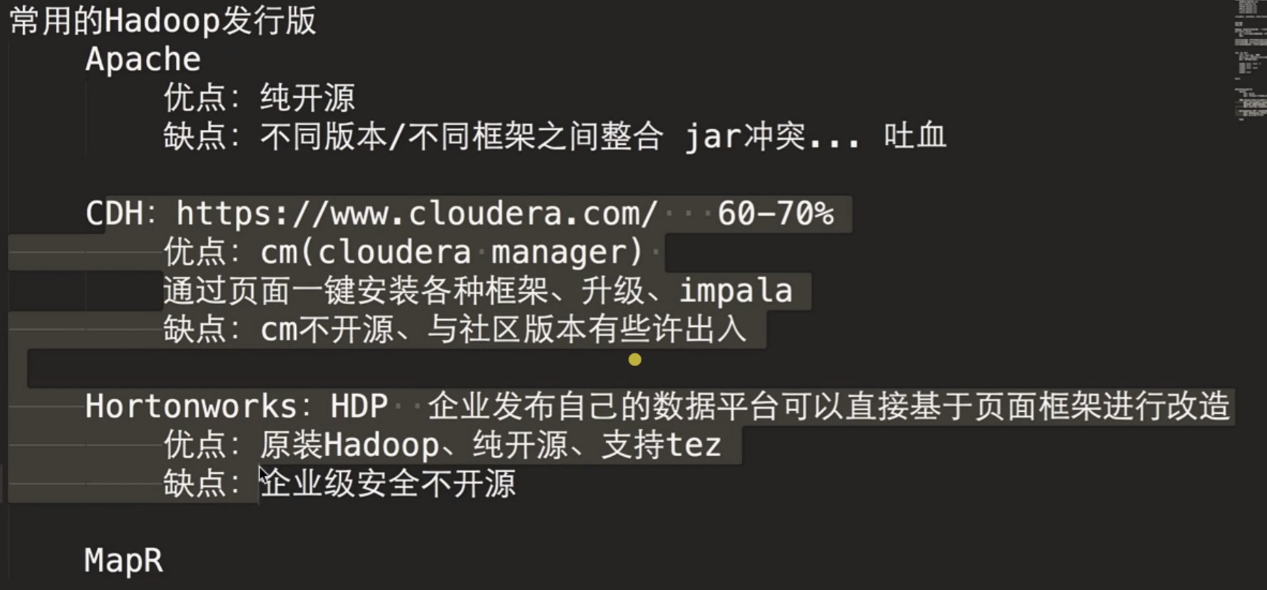 常用的Hadoop发行版
Apache
优点：纯开源
缺点：不同版本/不同框架之间整合 jar冲突... 吐血
CDH：https://www.cloudera.com/ 60-70%
优点：cm(cloudera manager)
通过页面一键安装各种框架、升级、impala
缺点：cm不开源、与社区版本有些许出入
Hortonworks：HDP 企业发布自己的数据平台可以直接基于页面框架进行改造
优点：原装Hadoop、纯开源、支持tez
缺点：企业级安全不开源
MapR